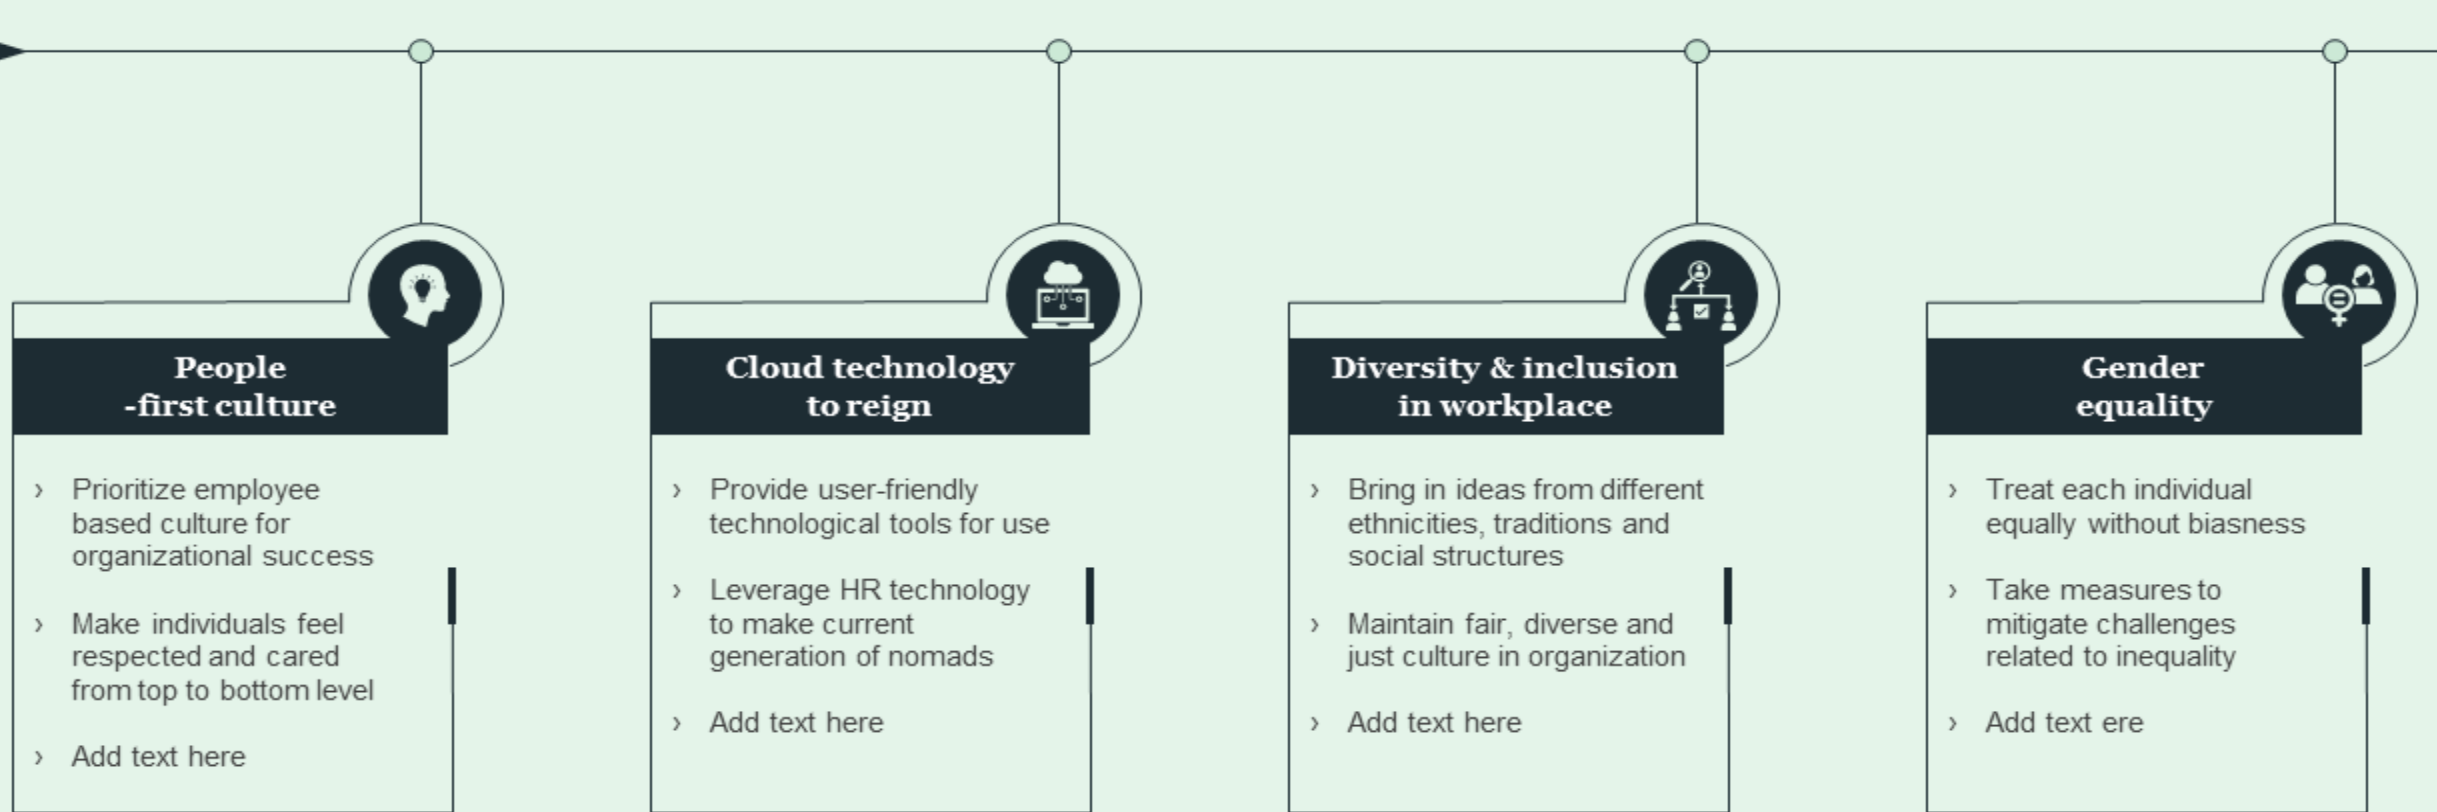 People
-first culture
› Prioritize employee
based culture for
organizational success
› Make individuals feel
respected and cared
from top to bottom level
› Add text here
Cloud technology
to reign
› Provide user-friendly
technological tools for use
› Leverage HR technology
to make current
generation of nomads
› Add text here
Diversity & inclusion
in workplace
› Bring in ideas from different
ethnicities, traditions and
social structures
› Maintain fair, diverse and
just culture in organization
› Add text here
Gender
equality
› Treat each individual
equally without biasness
› Take measures to
mitigate challenges
related to inequality
› Add text ere